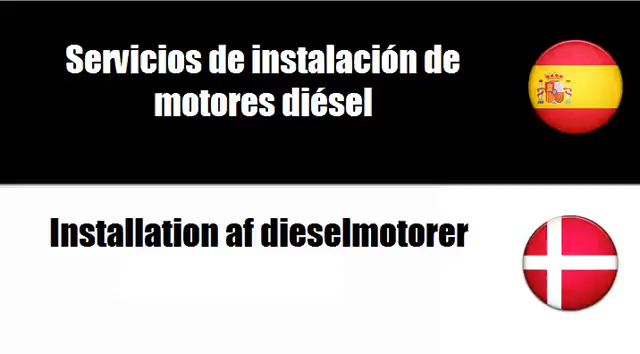 Servicios de instalación de
motores diésel
Installation af dieselmotorer